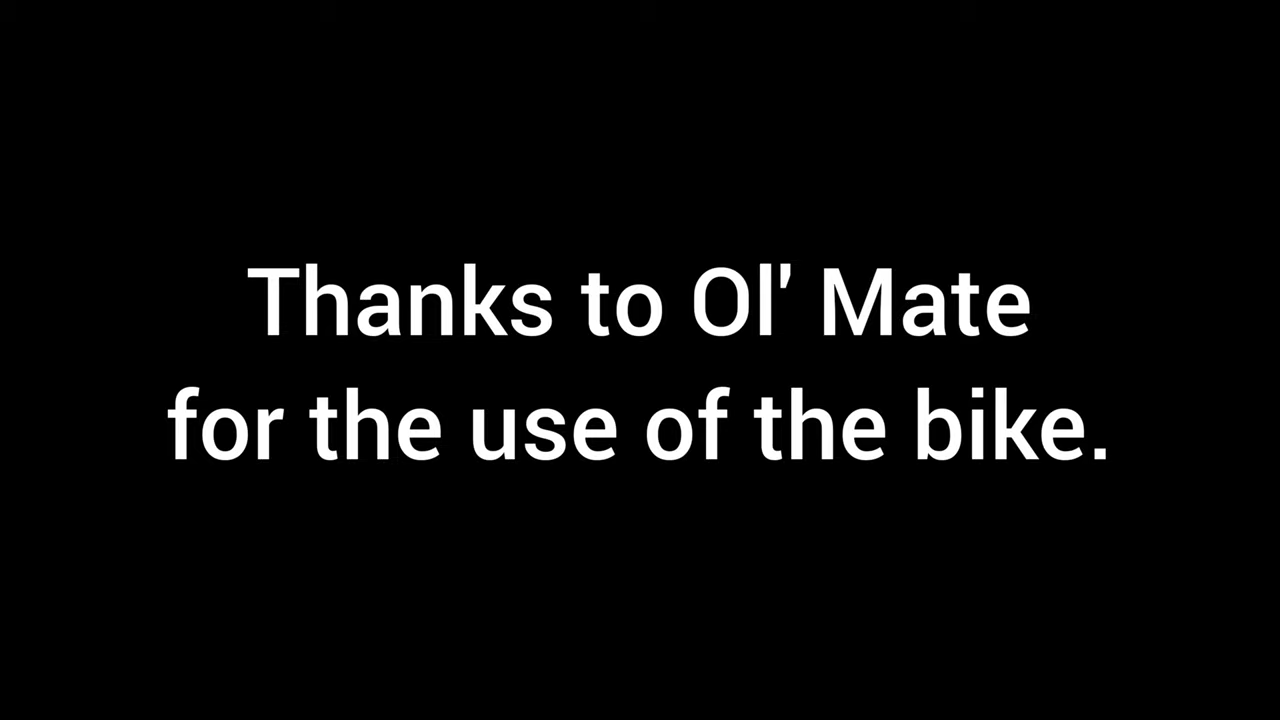 Thanks to Ol' Mate
for the use of the bike.